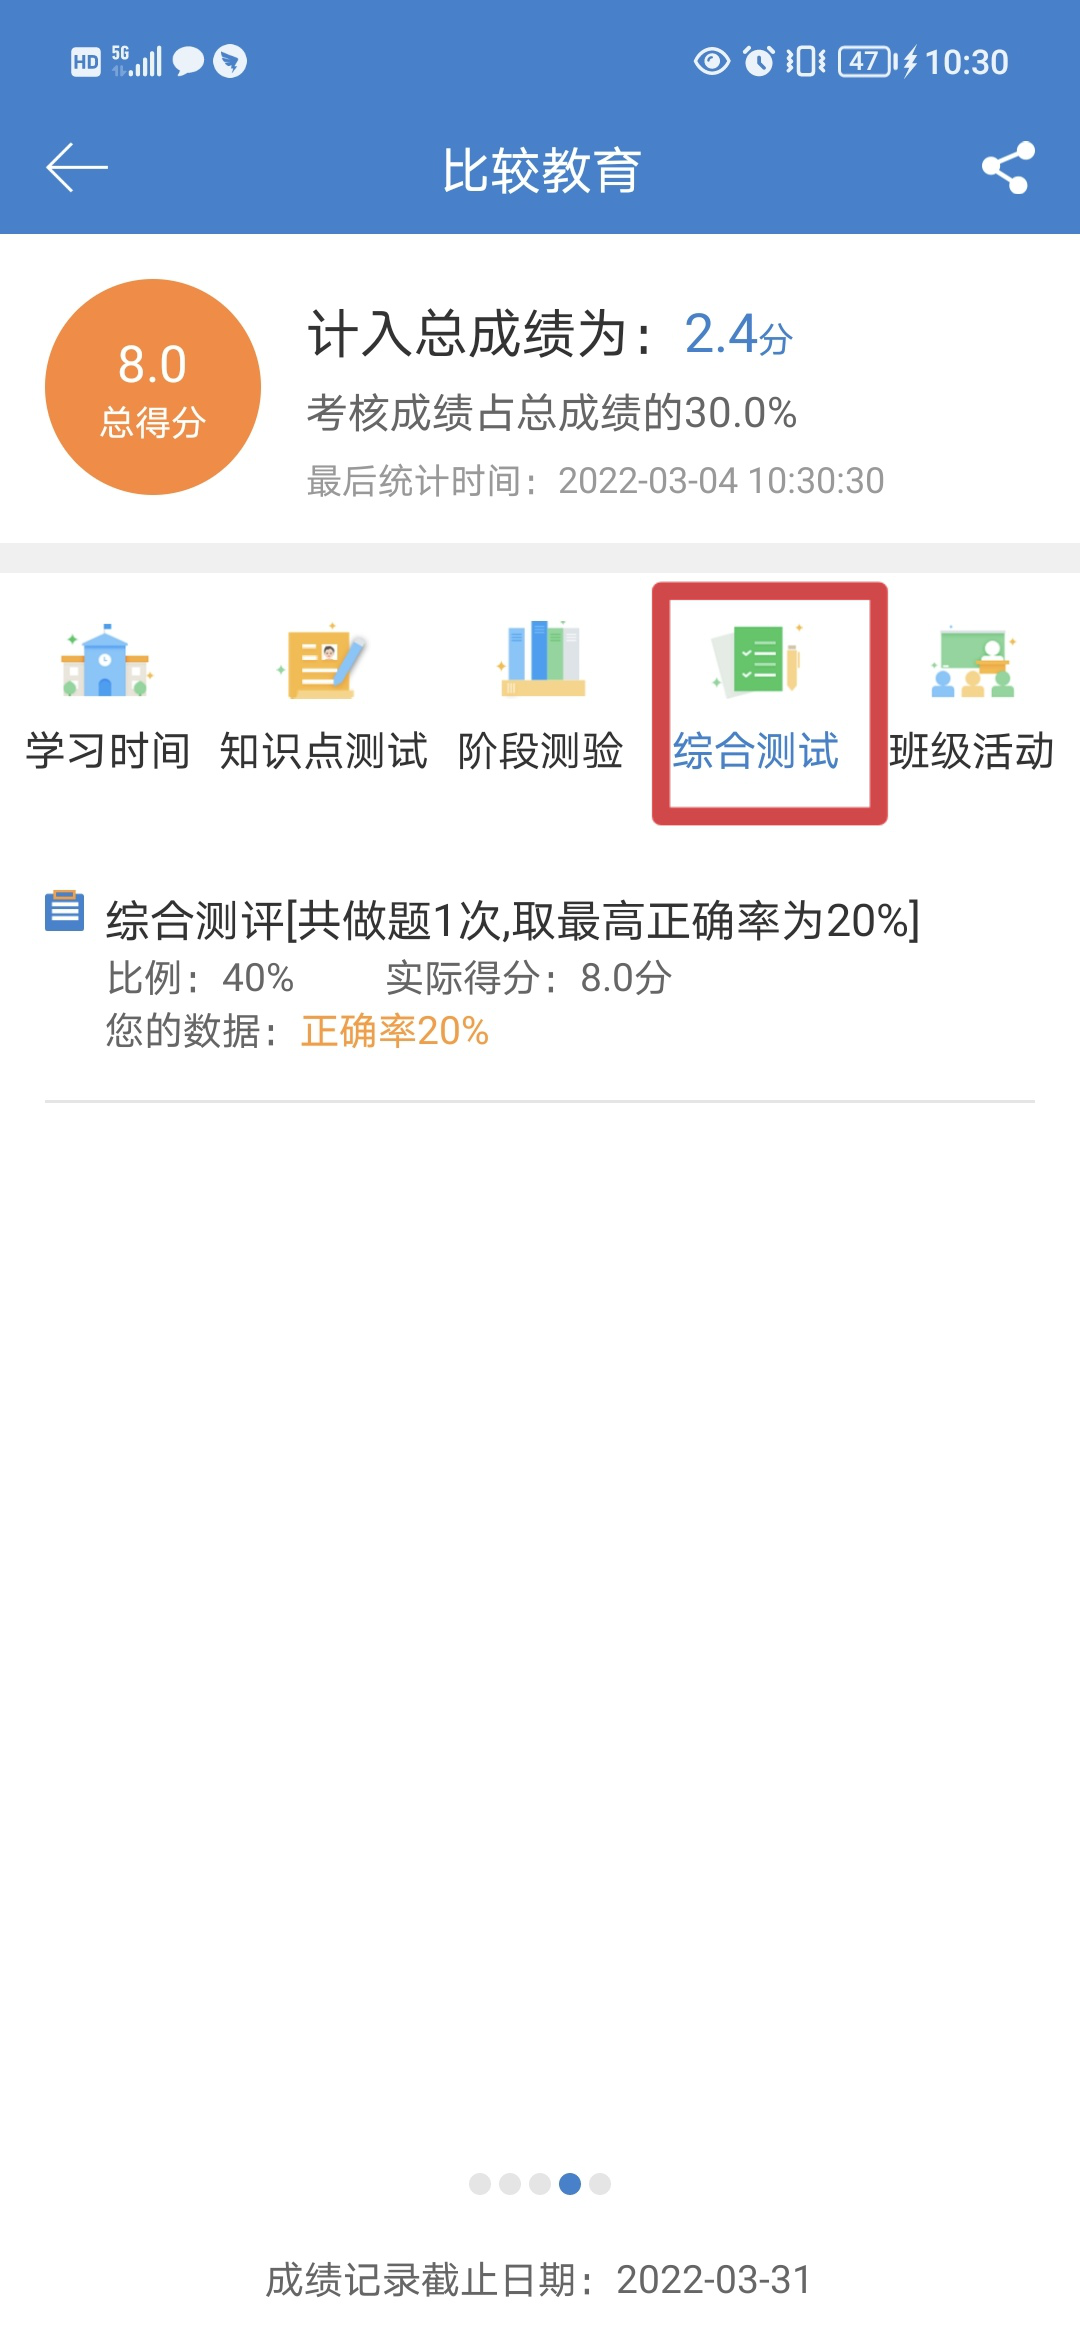 HD 5G 47 10:30
比较教育
8.0
总得分
计入总成绩为：2.4分
考核成绩占总成绩的30.0%
最后统计时间：2022-03-04 10:30:30
学习时间 知识点测试 阶段测验 综合测试 班级活动
综合测评[共做题1次,取最高正确率为20%]
比例：40% 实际得分：8.0分
您的数据：正确率20%
成绩记录截止日期：2022-03-31